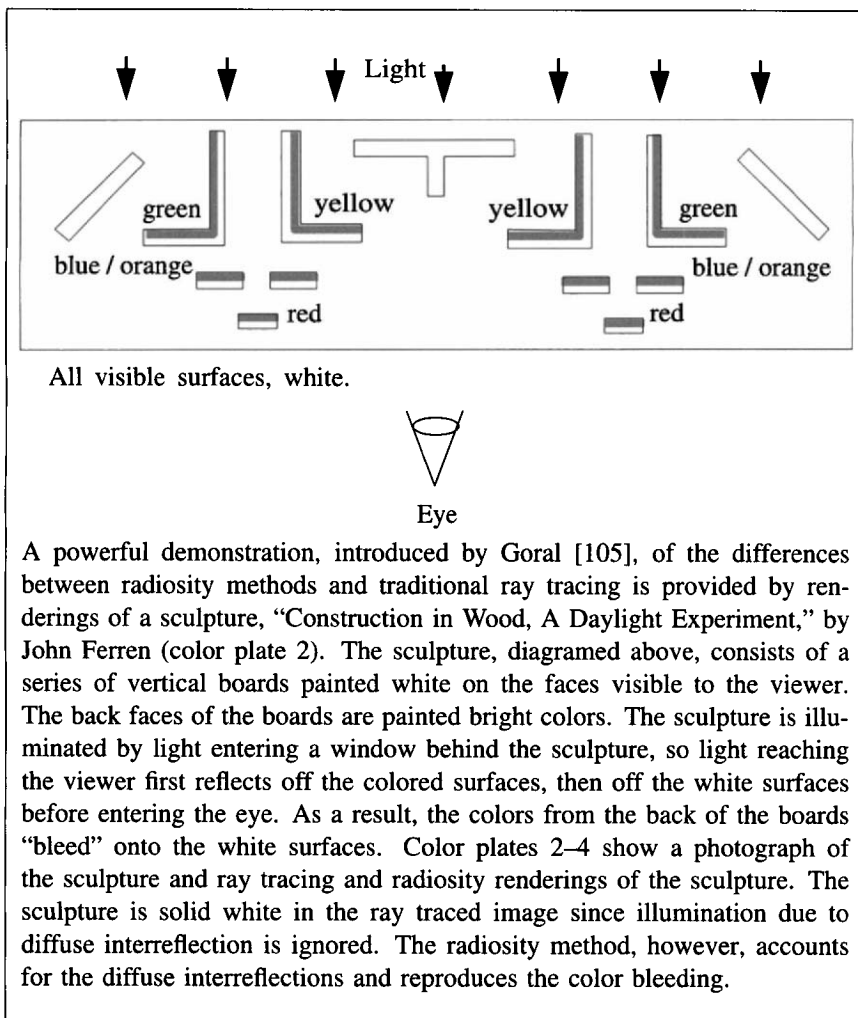 Light
green
yellow
yellow
green
blue / orange
blue / orange
red
red
All visible surfaces, white.
Eye
A powerful demonstration, introduced by Goral [105], of the differences
between radiosity methods and traditional ray tracing is provided by ren-
derings of a sculpture, “Construction in Wood, A Daylight Experiment,” by
John Ferren (color plate 2). The sculpture, diagramed above, consists of a
series of vertical boards painted white on the faces visible to the viewer.
The back faces of the boards are painted bright colors. The sculpture is illu-
minated by light entering a window behind the sculpture, so light reaching
the viewer first reflects off the colored surfaces, then off the white surfaces
before entering the eye. As a result, the colors from the back of the boards
“bleed” onto the white surfaces. Color plates 2–4 show a photograph of
the sculpture and ray tracing and radiosity renderings of the sculpture. The
sculpture is solid white in the ray traced image since illumination due to
diffuse interreflection is ignored. The radiosity method, however, accounts
for the diffuse interreflections and reproduces the color bleeding.